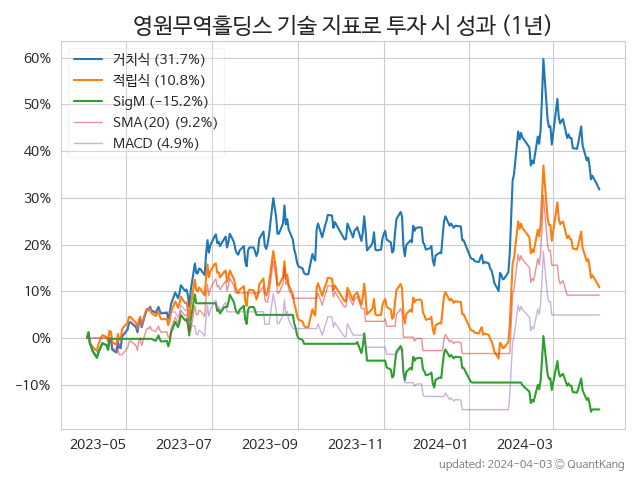 영원무역홀딩스 기술 지표로 투자 시 성과 (1년)
60%
50%
40%
30%
20%
10%
0%
−10%
거치식 (31.7%)
적립식 (10.8%)
SigM (−15.2%)
SMA(20) (9.2%)
MACD (4.9%)
2023-05
2023-07
2023-09
2023-11
2024-01
2024-03
updated: 2024-04-03 © QuantKang